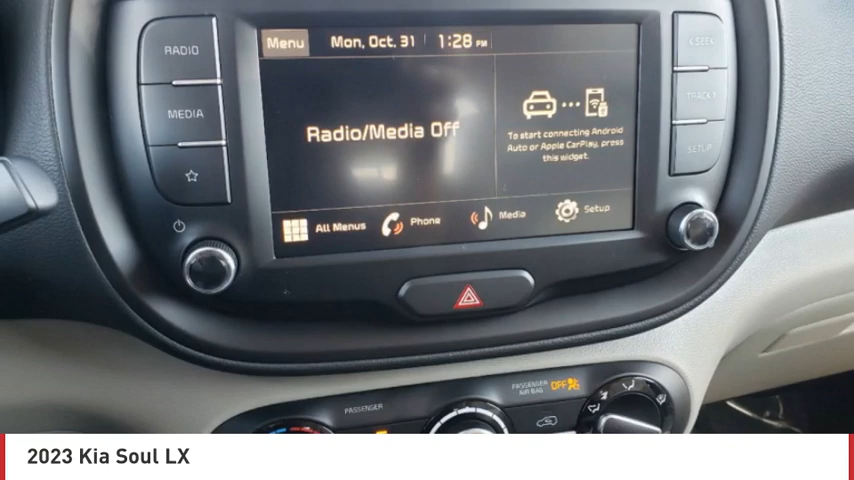 RADIO
MEDIA
Menu
Mon, Oct. 31
1:28 PM
Radio/Media Off
To start connecting Android
Auto or Apple CarPlay, press
this widget.
All Menus
Phone
Media
Setup
< SEEK
TRACK >
SETUP
PASSENGER
PASSENGER
AIR BAG
OFF
2023 Kia Soul LX